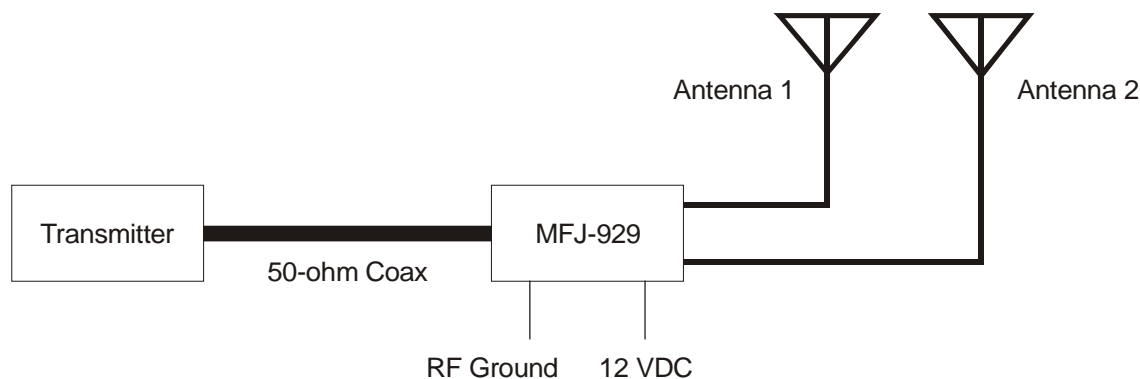 Antenna 1
Antenna 2
Transmitter
MFJ-929
50-ohm Coax
RF Ground
12 VDC